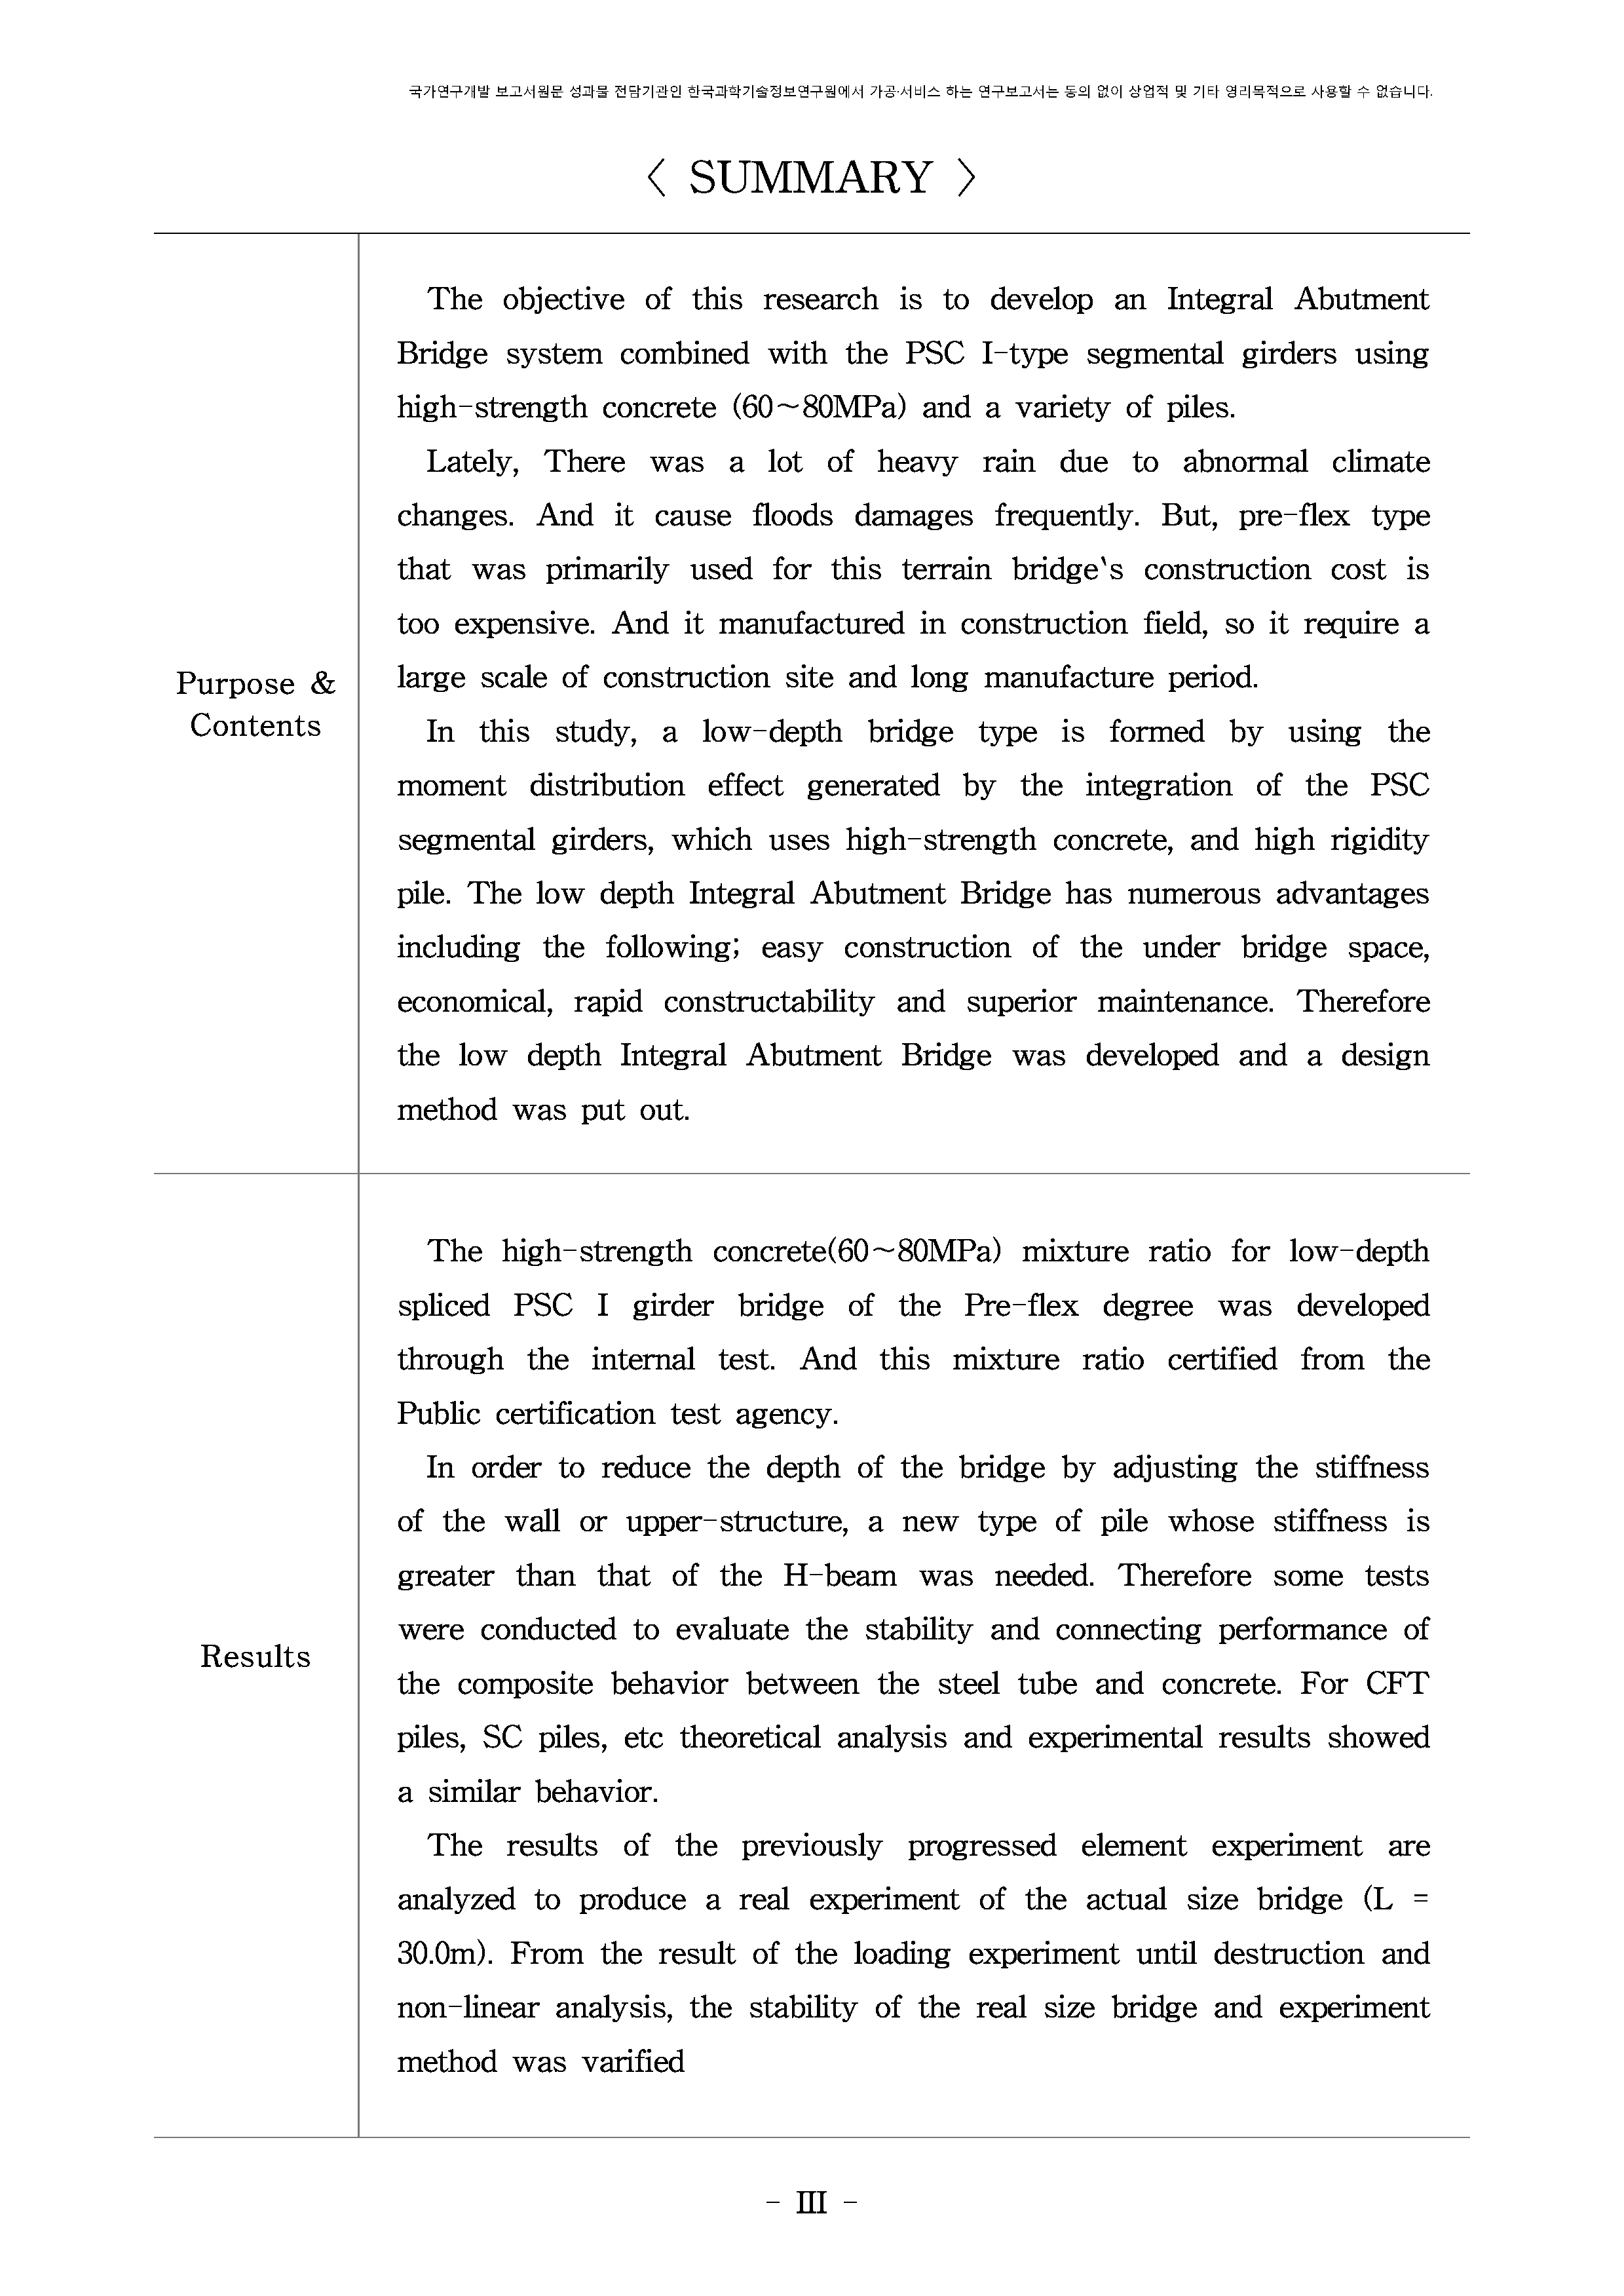 국가연구개발 보고서원문 성과물 전담기관인 한국과학기술정보연구원에서 가공·서비스 하는 연구보고서는 동의 없이 상업적 및 기타 영리목적으로 사용할 수 없습니다.
〈 SUMMARY 〉
Purpose &
Contents
The objective of this research is to develop an Integral Abutment
Bridge system combined with the PSC I-type segmental girders using
high-strength concrete (60~80MPa) and a variety of piles.
Lately, There was a lot of heavy rain due to abnormal climate
changes. And it cause floods damages frequently. But, pre-flex type
that was primarily used for this terrain bridge‛s construction cost is
too expensive. And it manufactured in construction field, so it require a
large scale of construction site and long manufacture period.
In this study, a low-depth bridge type is formed by using the
moment distribution effect generated by the integration of the PSC
segmental girders, which uses high-strength concrete, and high rigidity
pile. The low depth Integral Abutment Bridge has numerous advantages
including the following; easy construction of the under bridge space,
economical, rapid constructability and superior maintenance. Therefore
the low depth Integral Abutment Bridge was developed and a design
method was put out.
Results
The high-strength concrete(60~80MPa) mixture ratio for low-depth
spliced PSC I girder bridge of the Pre-flex degree was developed
through the internal test. And this mixture ratio certified from the
Public certification test agency.
In order to reduce the depth of the bridge by adjusting the stiffness
of the wall or upper-structure, a new type of pile whose stiffness is
greater than that of the H-beam was needed. Therefore some tests
were conducted to evaluate the stability and connecting performance of
the composite behavior between the steel tube and concrete. For CFT
piles, SC piles, etc theoretical analysis and experimental results showed
a similar behavior.
The results of the previously progressed element experiment are
analyzed to produce a real experiment of the actual size bridge (L =
30.0m). From the result of the loading experiment until destruction and
non-linear analysis, the stability of the real size bridge and experiment
method was varified
- Ⅲ -